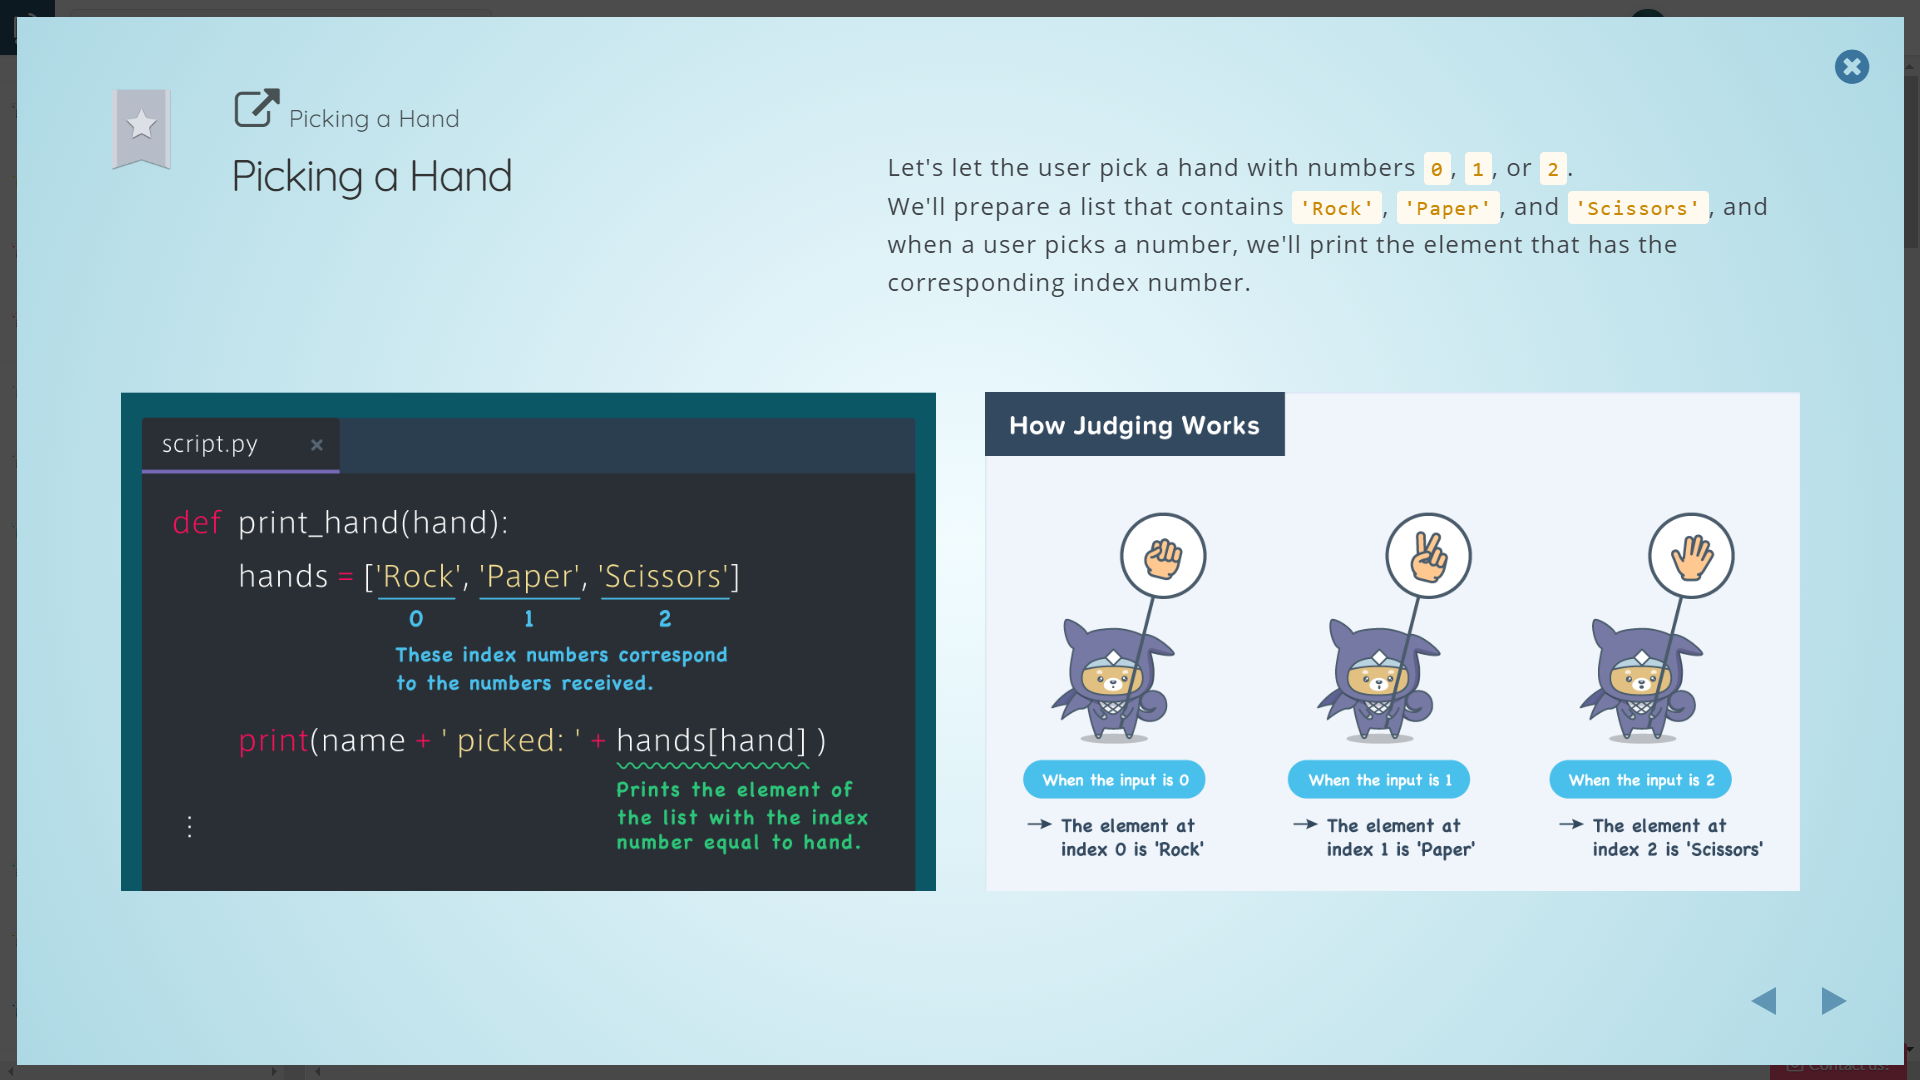 Picking a Hand
Picking a Hand
Let's let the user pick a hand with numbers 0, 1, or 2.
We'll prepare a list that contains 'Rock', 'Paper', and 'Scissors', and
when a user picks a number, we'll print the element that has the
corresponding index number.
script.py ×
def print_hand(hand):
hands = ['Rock', 'Paper', 'Scissors']
0 1 2
These index numbers correspond
to the numbers received.
print(name + ' picked: ' + hands[hand] )
Prints the element of
the list with the index
number equal to hand.
⋮
How Judging Works
When the input is 0
→ The element at
index 0 is 'Rock'
When the input is 1
→ The element at
index 1 is 'Paper'
When the input is 2
→ The element at
index 2 is 'Scissors'
Contact us!